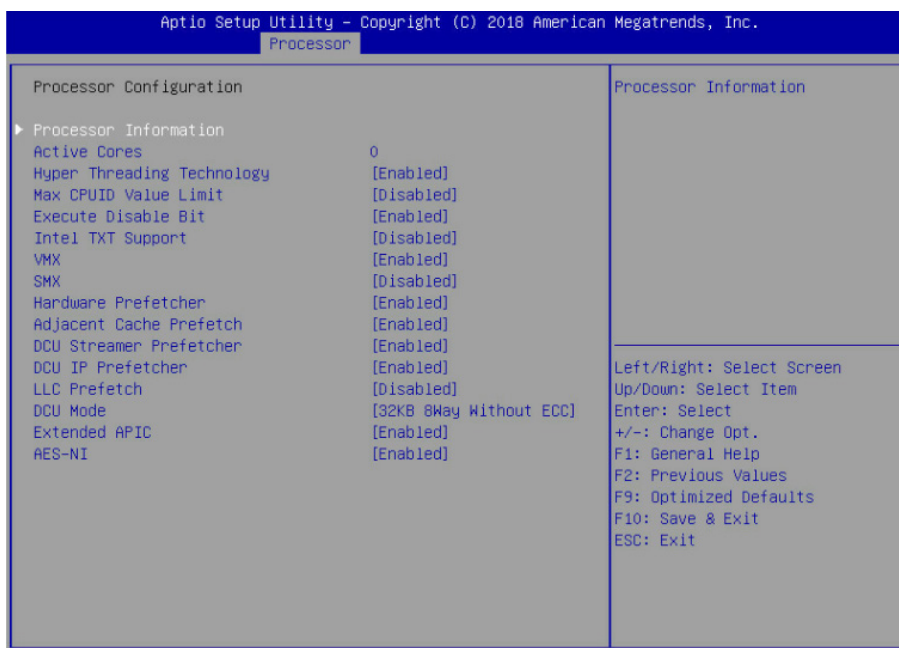 Aptio Setup Utility – Copyright (C) 2018 American Megatrends, Inc.
Processor
Processor Configuration
Processor Information
Active Cores 0
Hyper Threading Technology [Enabled]
Max CPUID Value Limit [Disabled]
Execute Disable Bit [Enabled]
Intel TXT Support [Disabled]
VMX [Enabled]
SMX [Disabled]
Hardware Prefetcher [Enabled]
Adjacent Cache Prefetch [Enabled]
DCU Streamer Prefetcher [Enabled]
DCU IP Prefetcher [Enabled]
LLC Prefetch [Disabled]
DCU Mode [32KB 8Way Without ECC]
Extended APIC [Enabled]
AES-NI [Enabled]
Processor Information
Left/Right: Select Screen
Up/Down: Select Item
Enter: Select
+/-: Change Opt.
F1: General Help
F2: Previous Values
F9: Optimized Defaults
F10: Save & Exit
ESC: Exit